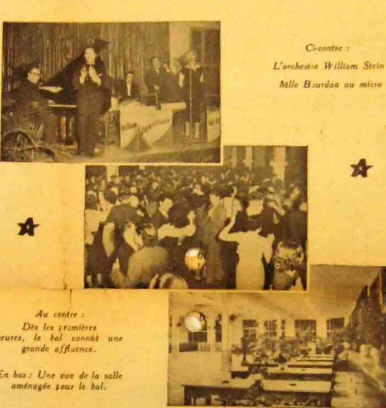 Ci-contre :
L'orchestre William Stein
Mlle Bourdon au micro
Au centre :
Dès les premières
eures, le bal connût une
grande affluence.
En bas : Une vue de la salle
aménagée pour le bal.